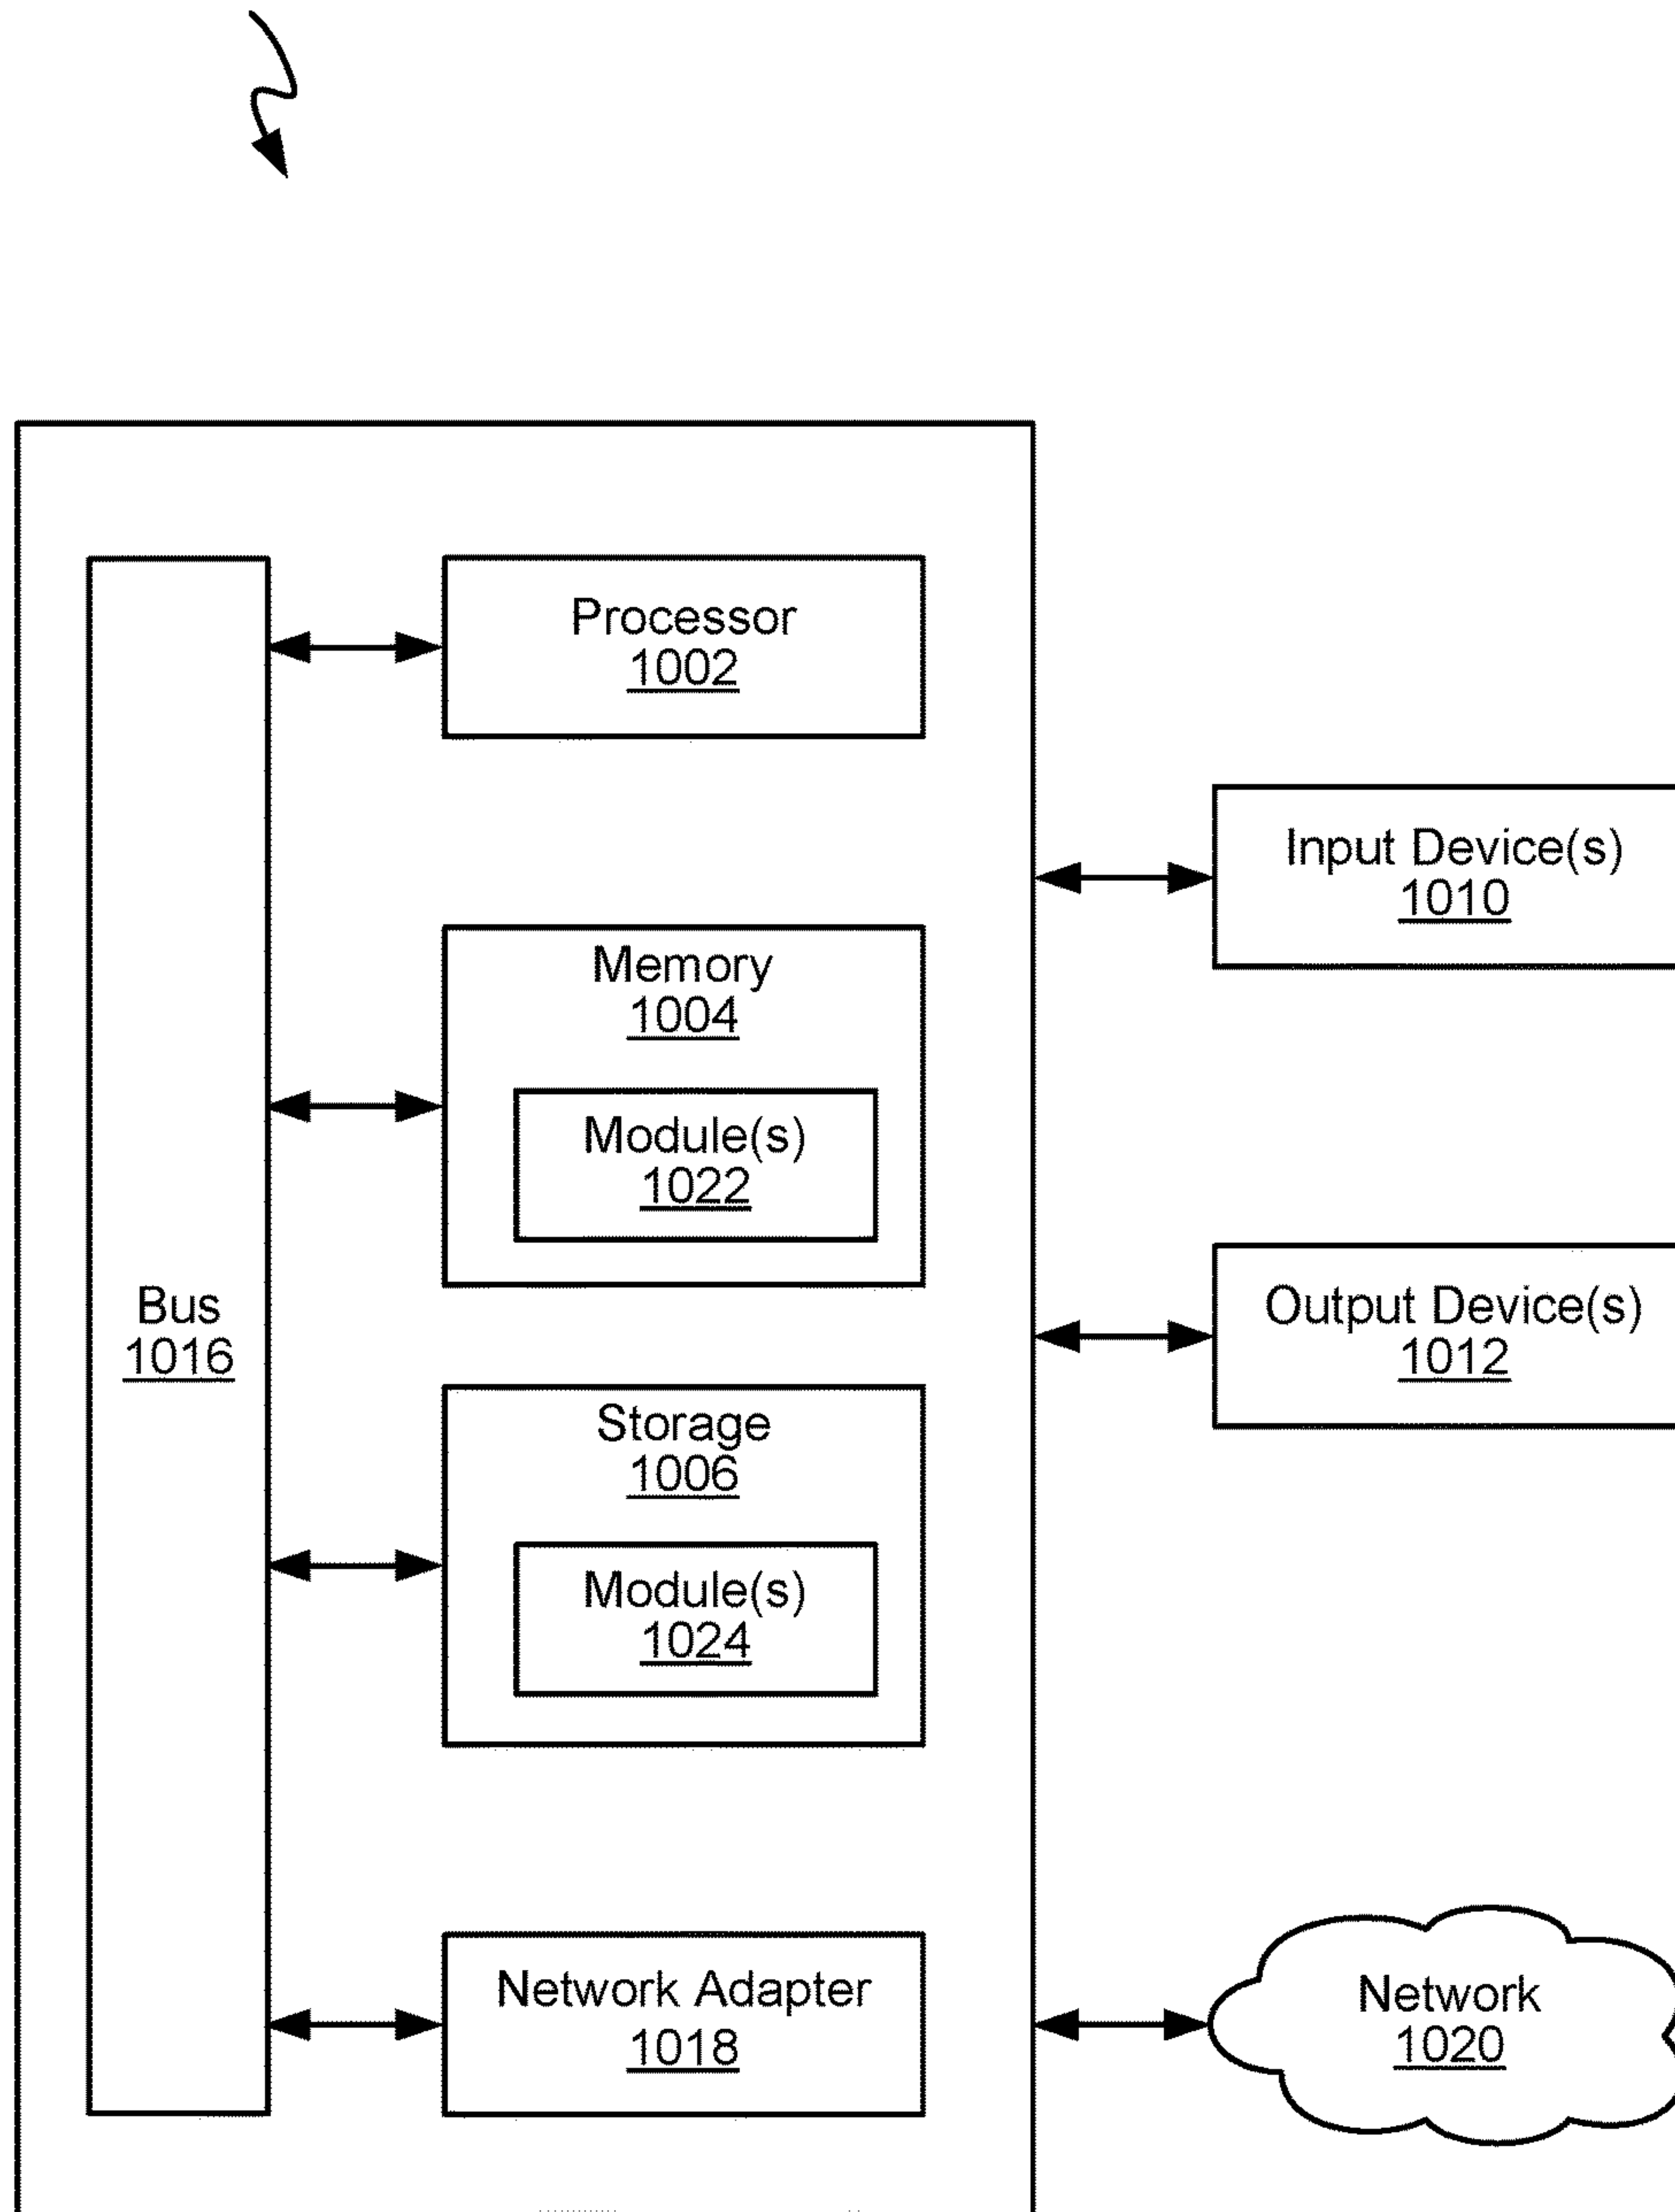 Processor
1002
Memory
1004
Module(s)
1022
Bus
1016
Storage
1006
Module(s)
1024
Network Adapter
1018
Input Device(s)
1010
Output Device(s)
1012
Network
1020